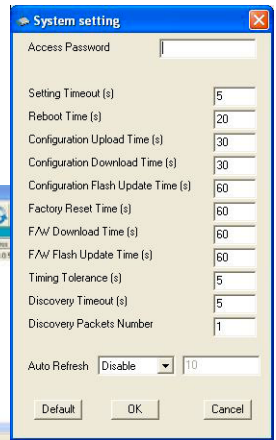 System setting
Access Password
Setting Timeout (s) 5
Reboot Time (s) 20
Configuration Upload Time (s) 30
Configuration Download Time (s) 30
Configuration Flash Update Time (s) 60
Factory Reset Time (s) 60
F/W Download Time (s) 60
F/W Flash Update Time (s) 60
Timing Tolerance (s) 5
Discovery Timeout (s) 5
Discovery Packets Number 1
Auto Refresh Disable 10
Default OK Cancel